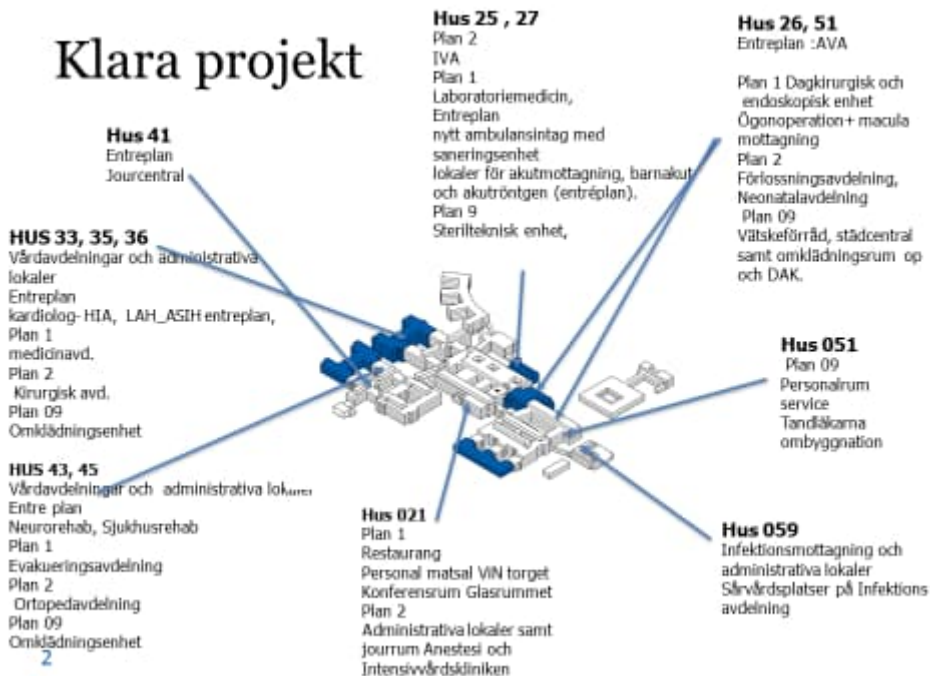 Klara projekt
Hus 41
Entreplan
Jourcentral
HUS 33, 35, 36
Vårdavdelningar och administrativa
lokaler
Entreplan
kardiolog- HIA, LAH_ASIH entreplan,
Plan 1
medicinavd.
Plan 2
Kirurgisk avd.
Plan 09
Omklädningsenhet
HUS 43, 45
Vårdavdelningar och administrativa lokaler
Entre plan
Neurorehab, Sjukhusrehab
Plan 1
Evakueringsavdelning
Plan 2
Ortopedavdelning
Plan 09
Omklädningsenhet
2
Hus 25 , 27
Plan 2
IVA
Plan 1
Laboratoriemedicin,
Entreplan
nytt ambulansintag med
saneringsenhet
lokaler för akutmottagning, barnakut
och akutröntgen (entréplan).
Plan 9
Sterilteknisk enhet,
Hus 021
Plan 1
Restaurang
Personal matsal VIN torget
Konferensrum Glasrummet
Plan 2
Administrativa lokaler samt
jourrum Anestesi och
Intensivvårdskliniken
Hus 26, 51
Entreplan :AVA
Plan 1 Dagkirurgisk och
endoskopisk enhet
Ögonoperation+ macula
mottagning
Plan 2
Förlossningsavdelning,
Neonatalavdelning
Plan 09
Vätskeförråd, städcentral
samt omklädningsrum op
och DAK.
Hus 051
Plan 09
Personalrum
service
Tandläkarna
ombyggnation
Hus 059
Infektionsmottagning och
administrativa lokaler
Sårvårdsplatser på Infektions
avdelning